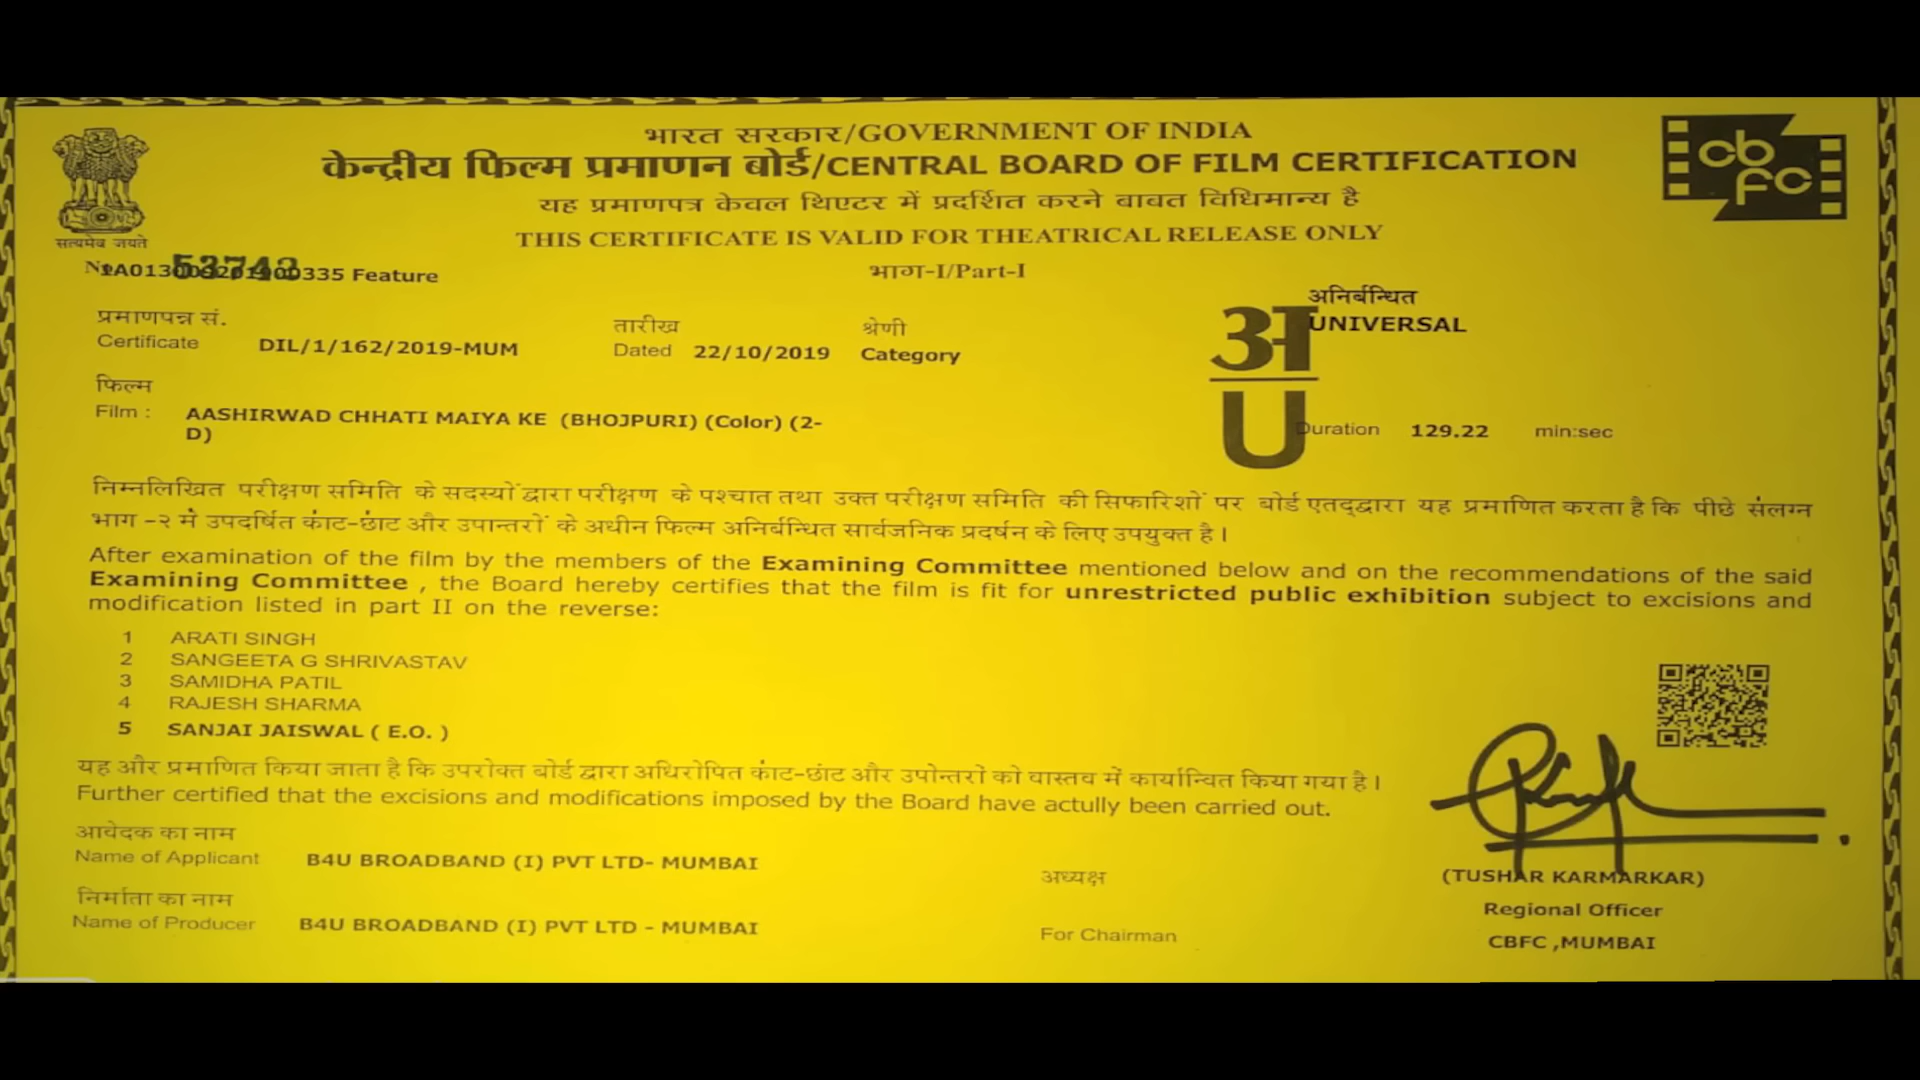 भारत सरकार/GOVERNMENT OF INDIA
केन्द्रीय फिल्म प्रमाणन बोर्ड/CENTRAL BOARD OF FILM CERTIFICATION
cbfc
यह प्रमाणपत्र केवल थिएटर में प्रदर्शित करने बाबत विधिमान्य है
THIS CERTIFICATE IS VALID FOR THEATRICAL RELEASE ONLY
सत्यमेव जयते
No. 335 Feature
भाग-I/Part-I
प्रमाणपत्र सं.
Certificate DIL/1/162/2019-MUM
तारीख
Dated 22/10/2019
श्रेणी
Category
अ
U
अनिर्बन्धित
UNIVERSAL
फिल्म
Film : AASHIRWAD CHHATI MAIYA KE (BHOJPURI) (Color) (2-
D)
Duration 129.22 min:sec
निम्नलिखित परीक्षण समिति के सदस्यों द्वारा परीक्षण के पश्चात तथा उक्त परीक्षण समिति की सिफारिशों पर बोर्ड एतद्द्वारा यह प्रमाणित करता है कि पीछे संलग्न
भाग -२ में उपदर्षित कांट-छांट और उपान्तरों के अधीन फिल्म अनिर्बन्धित सार्वजनिक प्रदर्षन के लिए उपयुक्त है।
After examination of the film by the members of the Examining Committee mentioned below and on the recommendations of the said
Examining Committee , the Board hereby certifies that the film is fit for unrestricted public exhibition subject to excisions and
modification listed in part II on the reverse:
1 ARATI SINGH
2 SANGEETA G SHRIVASTAV
3 SAMIDHA PATIL
4 RAJESH SHARMA
5 SANJAI JAISWAL ( E.O. )
यह और प्रमाणित किया जाता है कि उपरोक्त बोर्ड द्वारा अधिरोपित कांट-छांट और उपोन्तरों को वास्तव में कार्यान्वित किया गया है।
Further certified that the excisions and modifications imposed by the Board have actully been carried out.
आवेदक का नाम
Name of Applicant B4U BROADBAND (I) PVT LTD- MUMBAI
निर्माता का नाम
Name of Producer B4U BROADBAND (I) PVT LTD - MUMBAI
अध्यक्ष
For Chairman
(TUSHAR KARMARKAR)
Regional Officer
CBFC ,MUMBAI